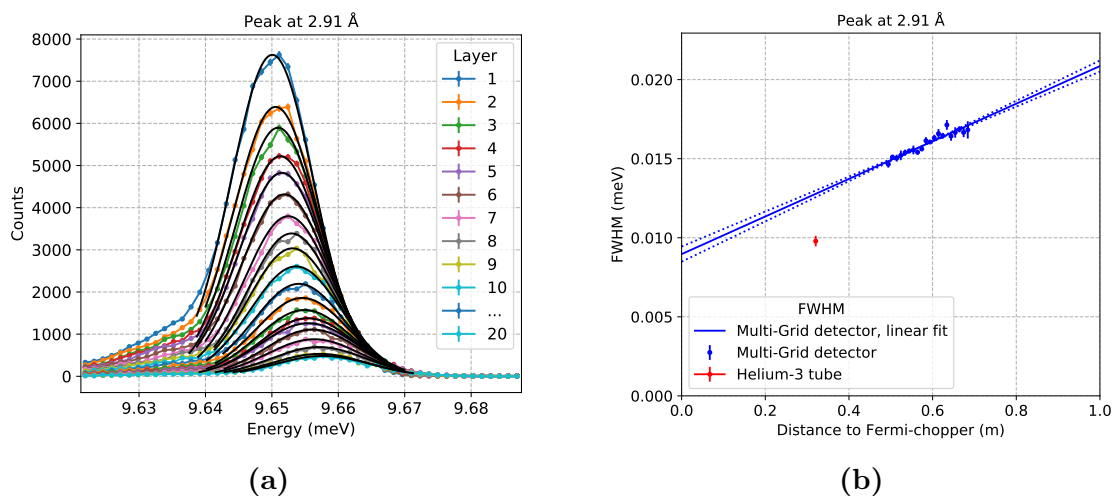 Peak at 2.91 Å
8000
7000
6000
5000
4000
3000
2000
1000
0
Counts
9.63 9.64 9.65 9.66 9.67 9.68
Energy (meV)
Layer
1
2
3
4
5
6
7
8
9
10
...
20
(a)
Peak at 2.91 Å
0.020
0.015
0.010
0.005
0.000
FWHM (meV)
0.0 0.2 0.4 0.6 0.8 1.0
Distance to Fermi-chopper (m)
FWHM
Multi-Grid detector, linear fit
Multi-Grid detector
Helium-3 tube
(b)